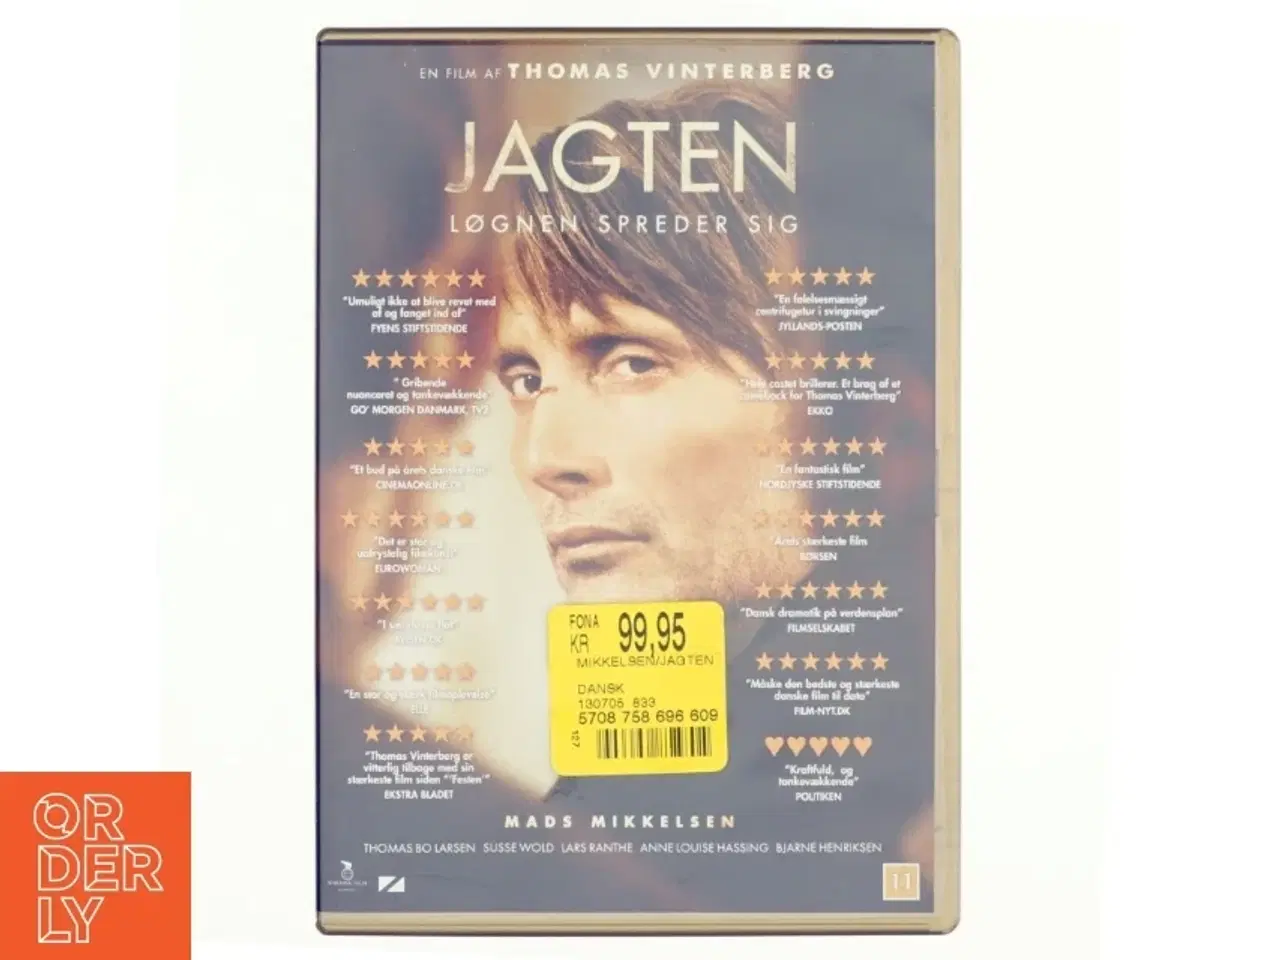 EN FILM AF THOMAS VINTERBERG
JAGTEN
LØGNEN SPREDER SIG
"Umuligt ikke at blive revet med
af og fanget ind af"
FYENS STIFTSTIDENDE
"Gribende
nuanceret og tankevækkende"
GO' MORGEN DANMARK, TV2
"Et bud på årets danske film"
CINEMAONLINE.DK
"Det er stor og
EUROWOMAN
"En stor og stærk filmoplevelse"
ELLE
"Thomas Vinterberg er
vitterlig tilbage med sin
stærkeste film siden "Festen"
EKSTRA BLADET
"En følelsesmæssigt
centrifugetur i svingninger"
JYLLANDS-POSTEN
"Hele castet brillerer. Et brag af et
comeback for Thomas Vinterberg"
EKKO
"En fantastisk film"
NORDJYSKE STIFTSTIDENDE
"Årets stærkeste film
BØRSEN
"Dansk dramatik på verdensplan"
FILMSELSKABET
"Måske den bedste og stærkeste
danske film til dato"
FILM-NYT.DK
"Kraftfuld, og
tankevækkende"
POLITIKEN
FONA
KR 99,95
MIKKELSEN/JAGTEN
DANSK
130705 833
5708 758 696 609
127
MADS MIKKELSEN
THOMAS BO LARSEN SUSSE WOLD LARS RANTHE ANNE LOUISE HASSING BJARNE HENRIKSEN
11
OR
DER
LY